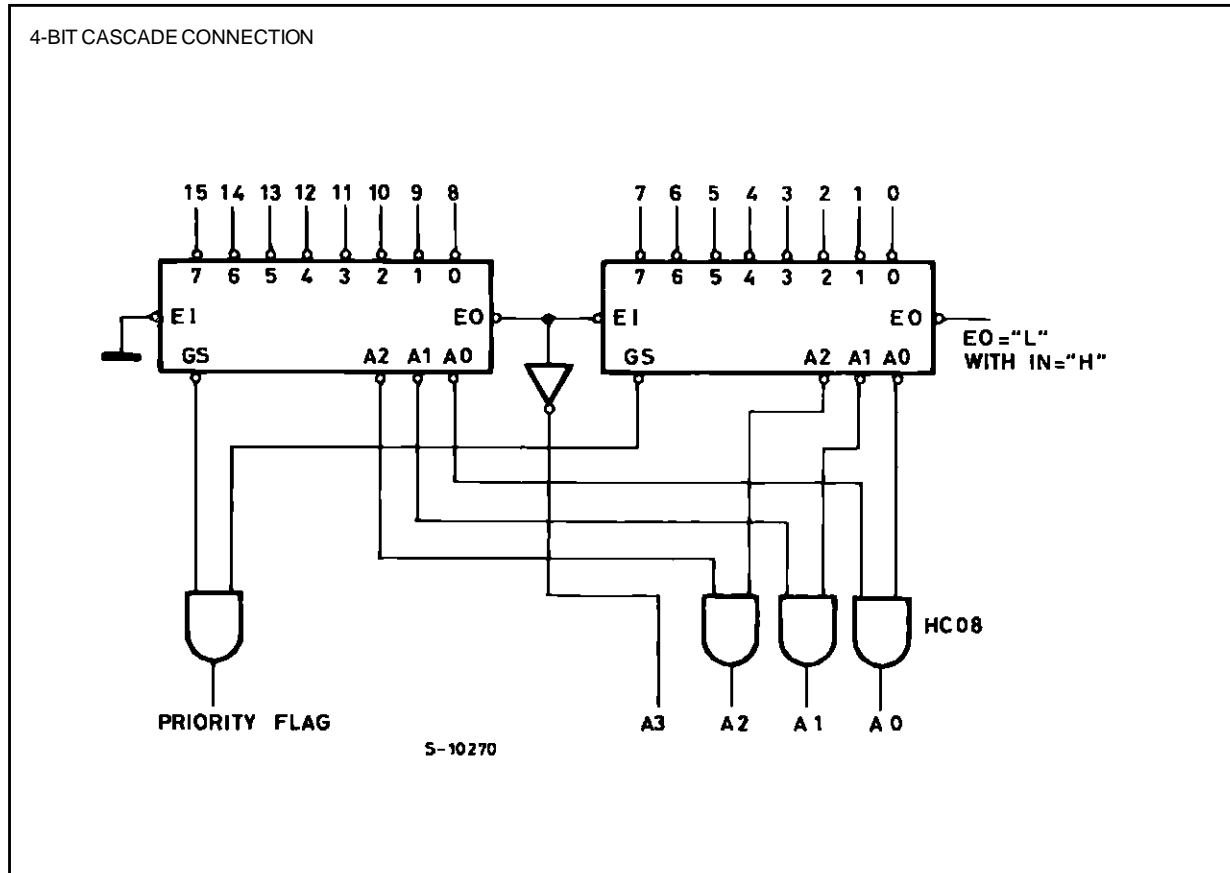 4-BIT CASCADE CONNECTION
15 14 13 12 11 10 9 8
7 6 5 4 3 2 1 0
7 6 5 4 3 2 1 0
7 6 5 4 3 2 1 0
EI EO
EI EO
EO="L"
WITH IN="H"
GS A2 A1 A0
GS A2 A1 A0
HC08
PRIORITY FLAG
A3 A2 A1 A0
S-10270